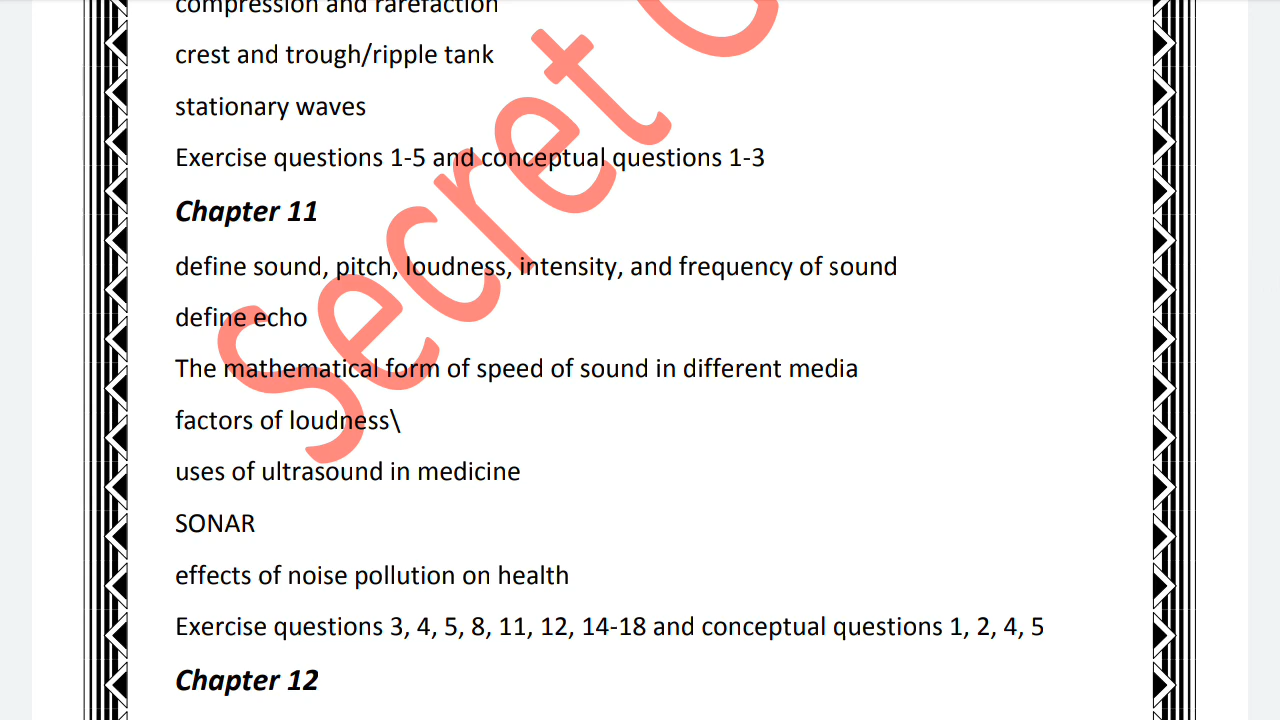 compression and rarefaction
crest and trough/ripple tank
stationary waves
Exercise questions 1-5 and conceptual questions 1-3
Chapter 11
define sound, pitch, loudness, intensity, and frequency of sound
define echo
The mathematical form of speed of sound in different media
factors of loudness\
uses of ultrasound in medicine
SONAR
effects of noise pollution on health
Exercise questions 3, 4, 5, 8, 11, 12, 14-18 and conceptual questions 1, 2, 4, 5
Chapter 12
Secret